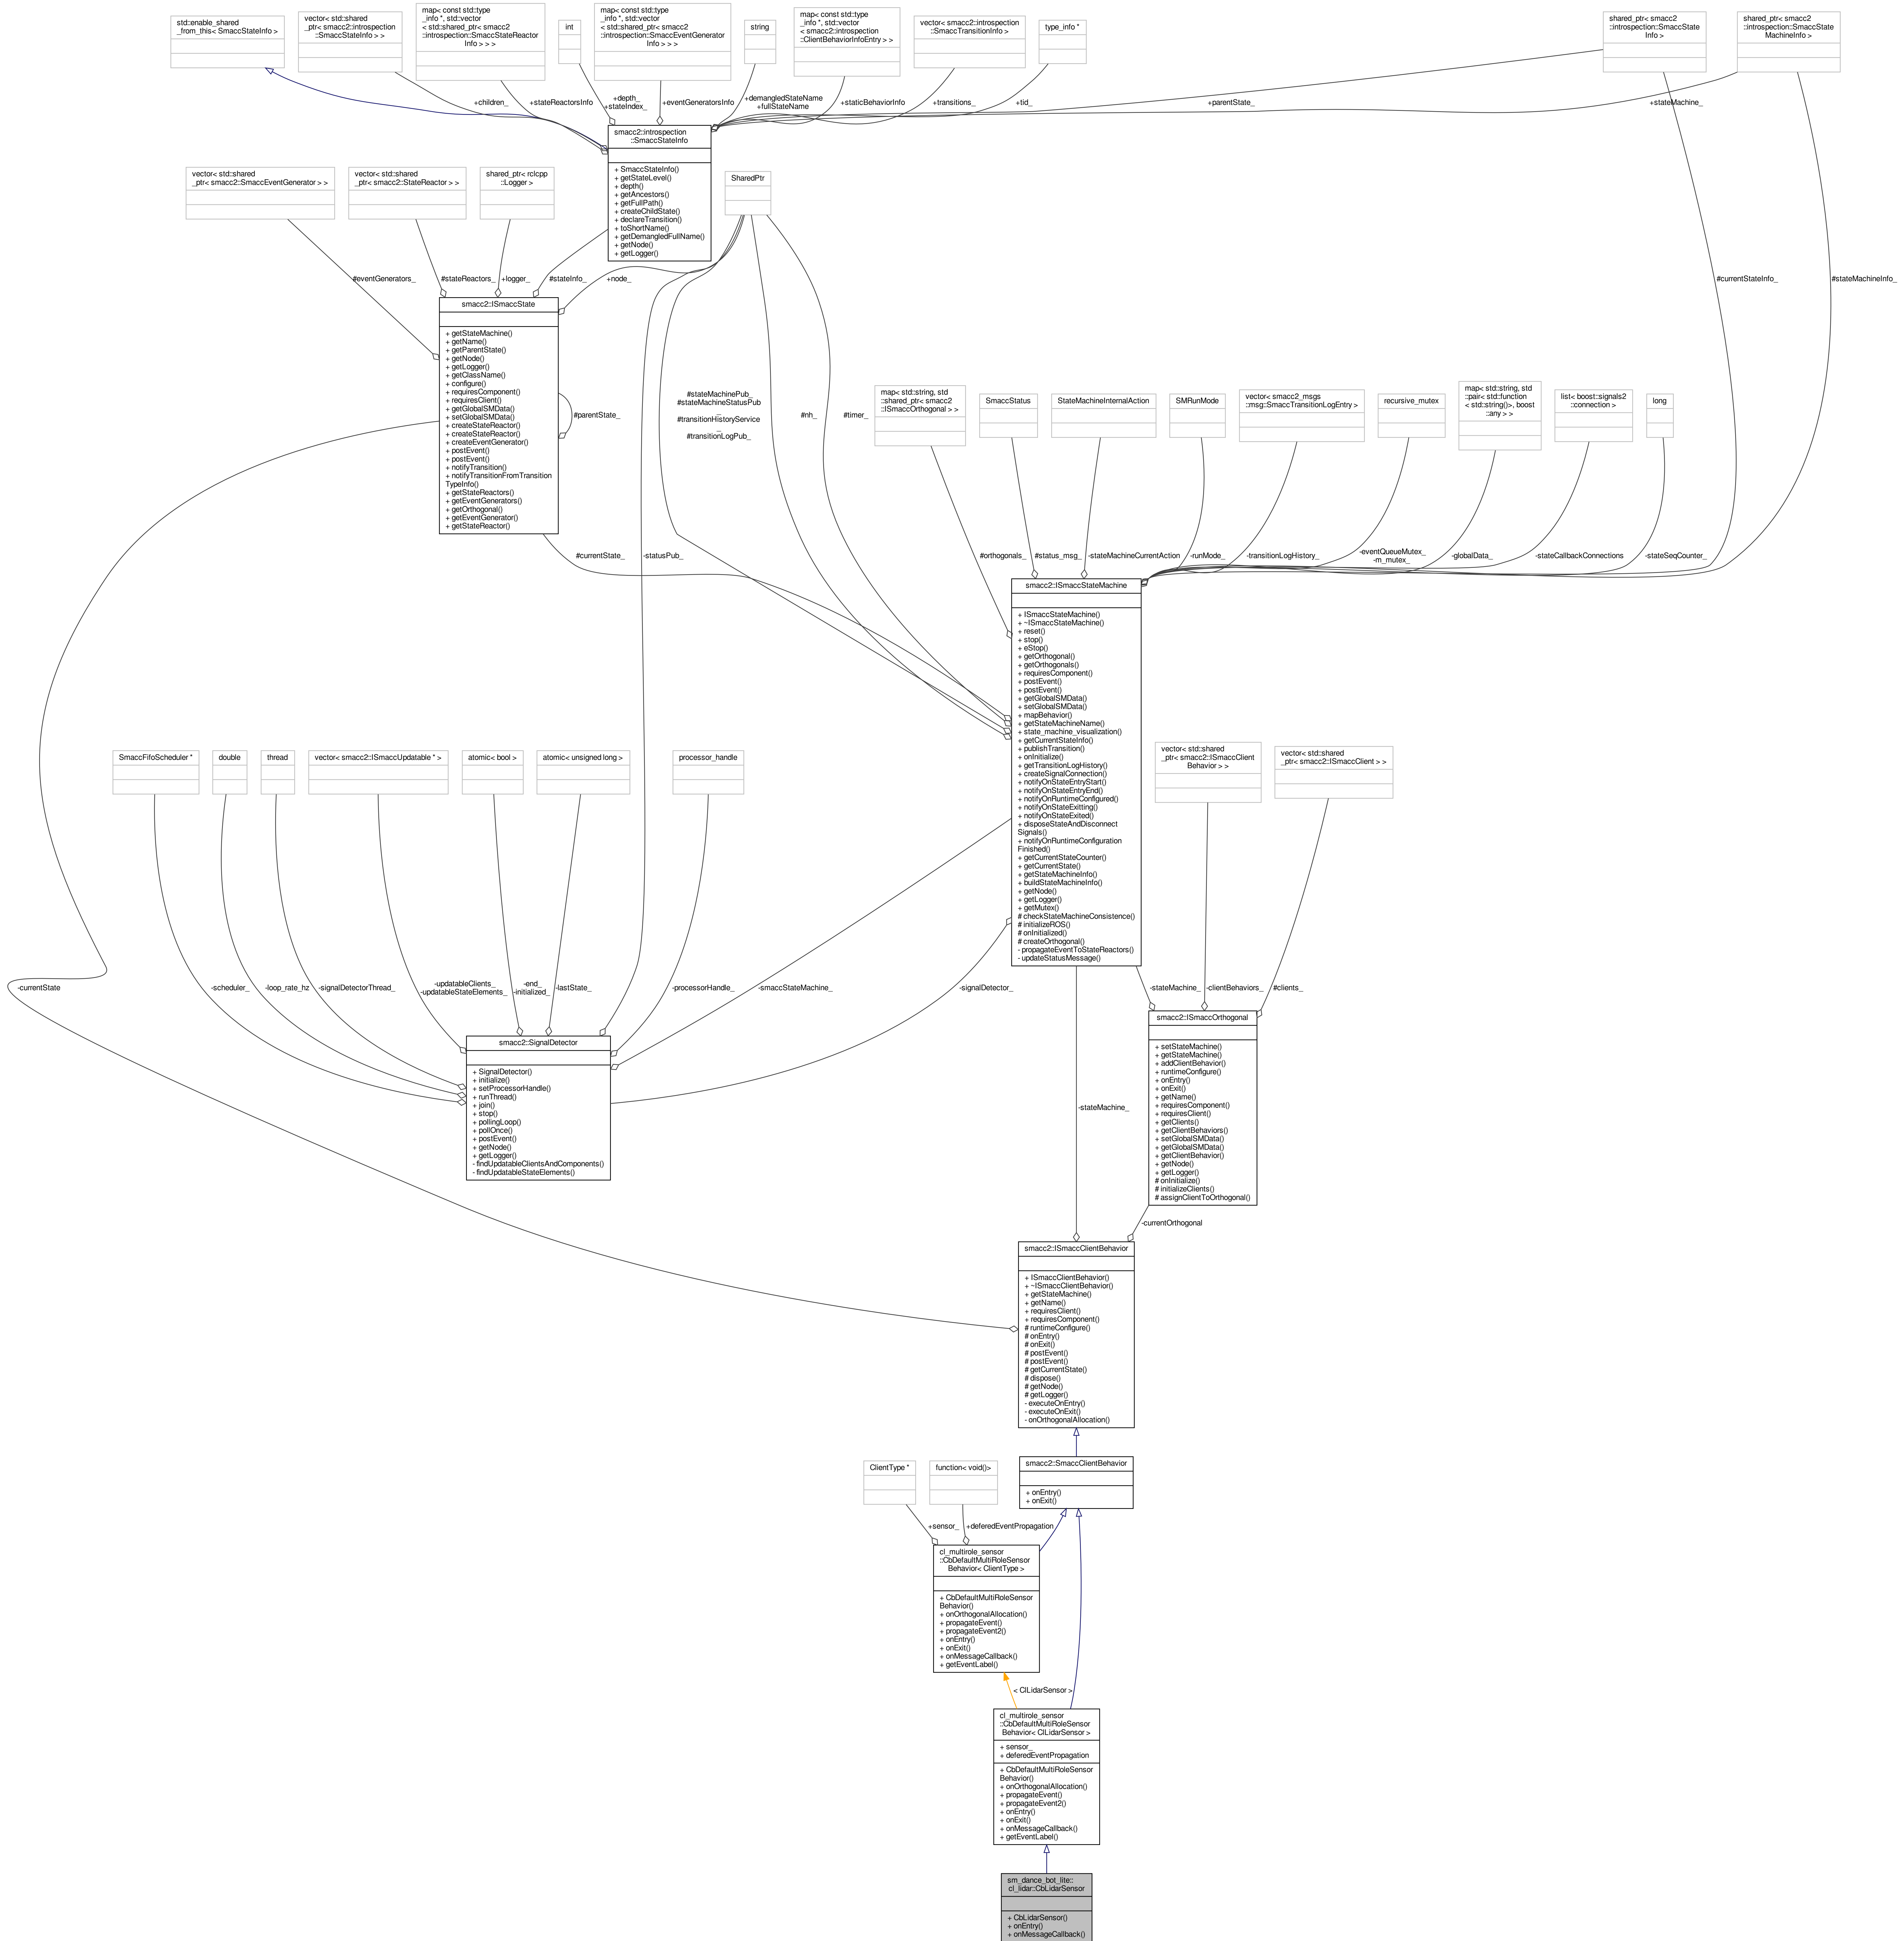 std::enable_shared
_from_this< SmaccStateInfo >
vector< std::shared
_ptr< smacc2::introspection
::SmaccStateInfo > >
map< const std::type
_info *, std::vector
< std::shared_ptr< smacc2
::introspection::SmaccStateReactor
Info > > >
int
map< const std::type
_info *, std::vector
< std::shared_ptr< smacc2
::introspection::SmaccEventGenerator
Info > > >
string
map< const std::type
_info *, std::vector
< smacc2::introspection
::ClientBehaviorInfoEntry > >
vector< smacc2::introspection
::SmaccTransitionInfo >
type_info *
shared_ptr< smacc2
::introspection::SmaccState
Info >
shared_ptr< smacc2
::introspection::SmaccState
MachineInfo >
+children_
+stateReactorsInfo
+depth_
+stateIndex_
+eventGeneratorsInfo
+demangledStateName
+fullStateName
+staticBehaviorInfo
+transitions_
+tid_
+parentState_
+stateMachine_
smacc2::introspection
::SmaccStateInfo
+ SmaccStateInfo()
+ getStateLevel()
+ depth()
+ getAncestors()
+ getFullPath()
+ createChildState()
+ declareTransition()
+ toShortName()
+ getDemangledFullName()
+ getNode()
+ getLogger()
vector< std::shared
_ptr< smacc2::SmaccEventGenerator > >
vector< std::shared
_ptr< smacc2::StateReactor > >
shared_ptr< rclcpp
::Logger >
SharedPtr
#eventGenerators_
#stateReactors_
+logger_
#stateInfo_
+node_
#currentStateInfo_
#stateMachineInfo_
smacc2::ISmaccState
+ getStateMachine()
+ getName()
+ getParentState()
+ getNode()
+ getLogger()
+ getClassName()
+ configure()
+ requiresComponent()
+ requiresClient()
+ getGlobalSMData()
+ setGlobalSMData()
+ createStateReactor()
+ createStateReactor()
+ createEventGenerator()
+ postEvent()
+ postEvent()
+ notifyTransition()
+ notifyTransitionFromTransition
TypeInfo()
+ getStateReactors()
+ getEventGenerators()
+ getOrthogonal()
+ getEventGenerator()
+ getStateReactor()
#parentState_
#stateMachinePub_
#stateMachineStatusPub
_
#transitionHistoryService
_
#transitionLogPub_
#nh_
#timer_
map< std::string, std
::shared_ptr< smacc2
::ISmaccOrthogonal > >
SmaccStatus
StateMachineInternalAction
SMRunMode
vector< smacc2_msgs
::msg::SmaccTransitionLogEntry >
recursive_mutex
map< std::string, std
::pair< std::function
< std::string()>, boost
::any > >
list< boost::signals2
::connection >
long
#currentState_
-statusPub_
#orthogonals_
#status_msg_
-stateMachineCurrentAction
-runMode_
-transitionLogHistory_
-eventQueueMutex_
-m_mutex_
-globalData_
-stateCallbackConnections
-stateSeqCounter_
smacc2::ISmaccStateMachine
+ ISmaccStateMachine()
+ ~ISmaccStateMachine()
+ reset()
+ stop()
+ eStop()
+ getOrthogonal()
+ getOrthogonals()
+ requiresComponent()
+ postEvent()
+ postEvent()
+ getGlobalSMData()
+ setGlobalSMData()
+ mapBehavior()
+ getStateMachineName()
+ state_machine_visualization()
+ getCurrentStateInfo()
+ publishTransition()
+ onInitialize()
+ getTransitionLogHistory()
+ createSignalConnection()
+ notifyOnStateEntryStart()
+ notifyOnStateEntryEnd()
+ notifyOnRuntimeConfigured()
+ notifyOnStateExitting()
+ notifyOnStateExited()
+ disposeStateAndDisconnect
Signals()
+ notifyOnRuntimeConfiguration
Finished()
+ getCurrentStateCounter()
+ getCurrentState()
+ getStateMachineInfo()
+ buildStateMachineInfo()
+ getNode()
+ getLogger()
+ getMutex()
# checkStateMachineConsistence()
# initializeROS()
# onInitialized()
# createOrthogonal()
- propagateEventToStateReactors()
- updateStatusMessage()
SmaccFifoScheduler *
double
thread
vector< smacc2::ISmaccUpdatable * >
atomic< bool >
atomic< unsigned long >
processor_handle
vector< std::shared
_ptr< smacc2::ISmaccClient
Behavior > >
vector< std::shared
_ptr< smacc2::ISmaccClient > >
-currentState
-scheduler_
-loop_rate_hz
-signalDetectorThread_
-updatableClients_
-updatableStateElements_
-end_
-initialized_
-lastState_
-processorHandle_
-smaccStateMachine_
-signalDetector_
-stateMachine_
-clientBehaviors_
#clients_
smacc2::SignalDetector
+ SignalDetector()
+ initialize()
+ setProcessorHandle()
+ runThread()
+ join()
+ stop()
+ pollingLoop()
+ pollOnce()
+ postEvent()
+ getNode()
+ getLogger()
- findUpdatableClientsAndComponents()
- findUpdatableStateElements()
smacc2::ISmaccOrthogonal
+ setStateMachine()
+ getStateMachine()
+ addClientBehavior()
+ runtimeConfigure()
+ onEntry()
+ onExit()
+ getName()
+ requiresComponent()
+ requiresClient()
+ getClients()
+ getClientBehaviors()
+ setGlobalSMData()
+ getGlobalSMData()
+ getClientBehavior()
+ getNode()
+ getLogger()
# onInitialize()
# initializeClients()
# assignClientToOrthogonal()
-stateMachine_
-currentOrthogonal
smacc2::ISmaccClientBehavior
+ ISmaccClientBehavior()
+ ~ISmaccClientBehavior()
+ getStateMachine()
+ getName()
+ requiresClient()
+ requiresComponent()
# runtimeConfigure()
# onEntry()
# onExit()
# postEvent()
# postEvent()
# getCurrentState()
# dispose()
# getNode()
# getLogger()
- executeOnEntry()
- executeOnExit()
- onOrthogonalAllocation()
ClientType *
function< void()>
smacc2::SmaccClientBehavior
+ onEntry()
+ onExit()
+sensor_
+deferedEventPropagation
cl_multirole_sensor
::CbDefaultMultiRoleSensor
Behavior< ClientType >
+ CbDefaultMultiRoleSensor
Behavior()
+ onOrthogonalAllocation()
+ propagateEvent()
+ propagateEvent2()
+ onEntry()
+ onExit()
+ onMessageCallback()
+ getEventLabel()
< ClLidarSensor >
cl_multirole_sensor
::CbDefaultMultiRoleSensor
Behavior< ClLidarSensor >
+ sensor_
+ deferedEventPropagation
+ CbDefaultMultiRoleSensor
Behavior()
+ onOrthogonalAllocation()
+ propagateEvent()
+ propagateEvent2()
+ onEntry()
+ onExit()
+ onMessageCallback()
+ getEventLabel()
sm_dance_bot_lite::
cl_lidar::CbLidarSensor
+ CbLidarSensor()
+ onEntry()
+ onMessageCallback()